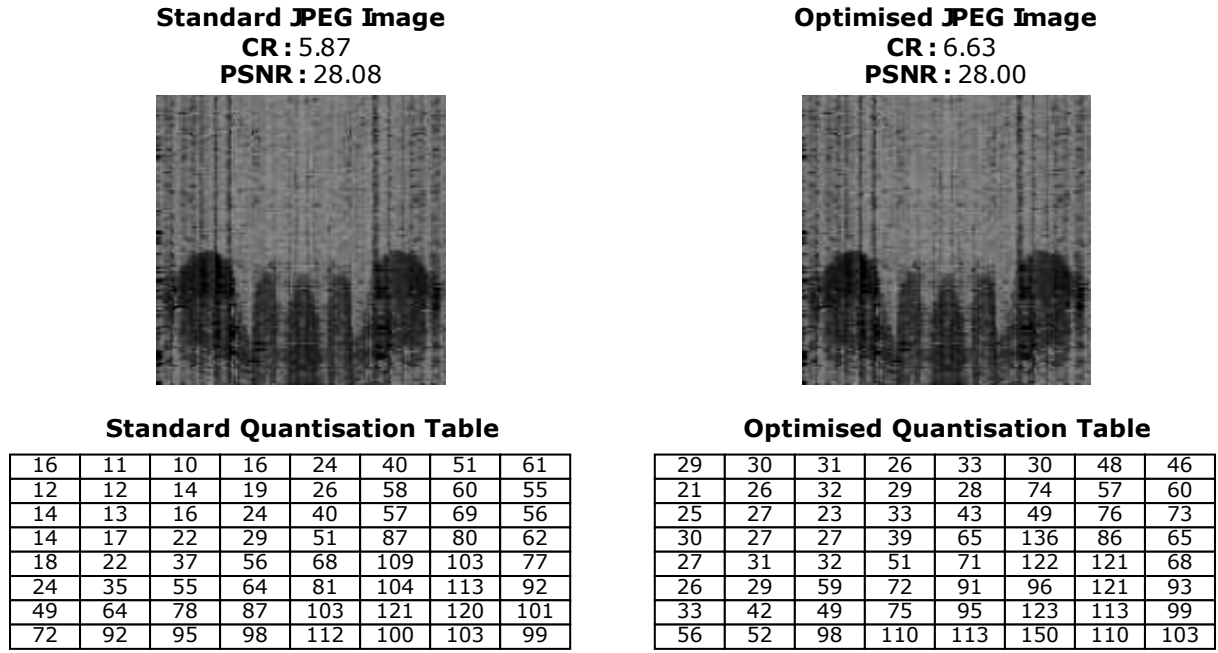 Standard JPEG Image
CR : 5.87
PSNR : 28.08
Standard Quantisation Table
16 11 10 16 24 40 51 61
12 12 14 19 26 58 60 55
14 13 16 24 40 57 69 56
14 17 22 29 51 87 80 62
18 22 37 56 68 109 103 77
24 35 55 64 81 104 113 92
49 64 78 87 103 121 120 101
72 92 95 98 112 100 103 99
Optimised JPEG Image
CR : 6.63
PSNR : 28.00
Optimised Quantisation Table
29 30 31 26 33 30 48 46
21 26 32 29 28 74 57 60
25 27 23 33 43 49 76 73
30 27 27 39 65 136 86 65
27 31 32 51 71 122 121 68
26 29 59 72 91 96 121 93
33 42 49 75 95 123 113 99
56 52 98 110 113 150 110 103